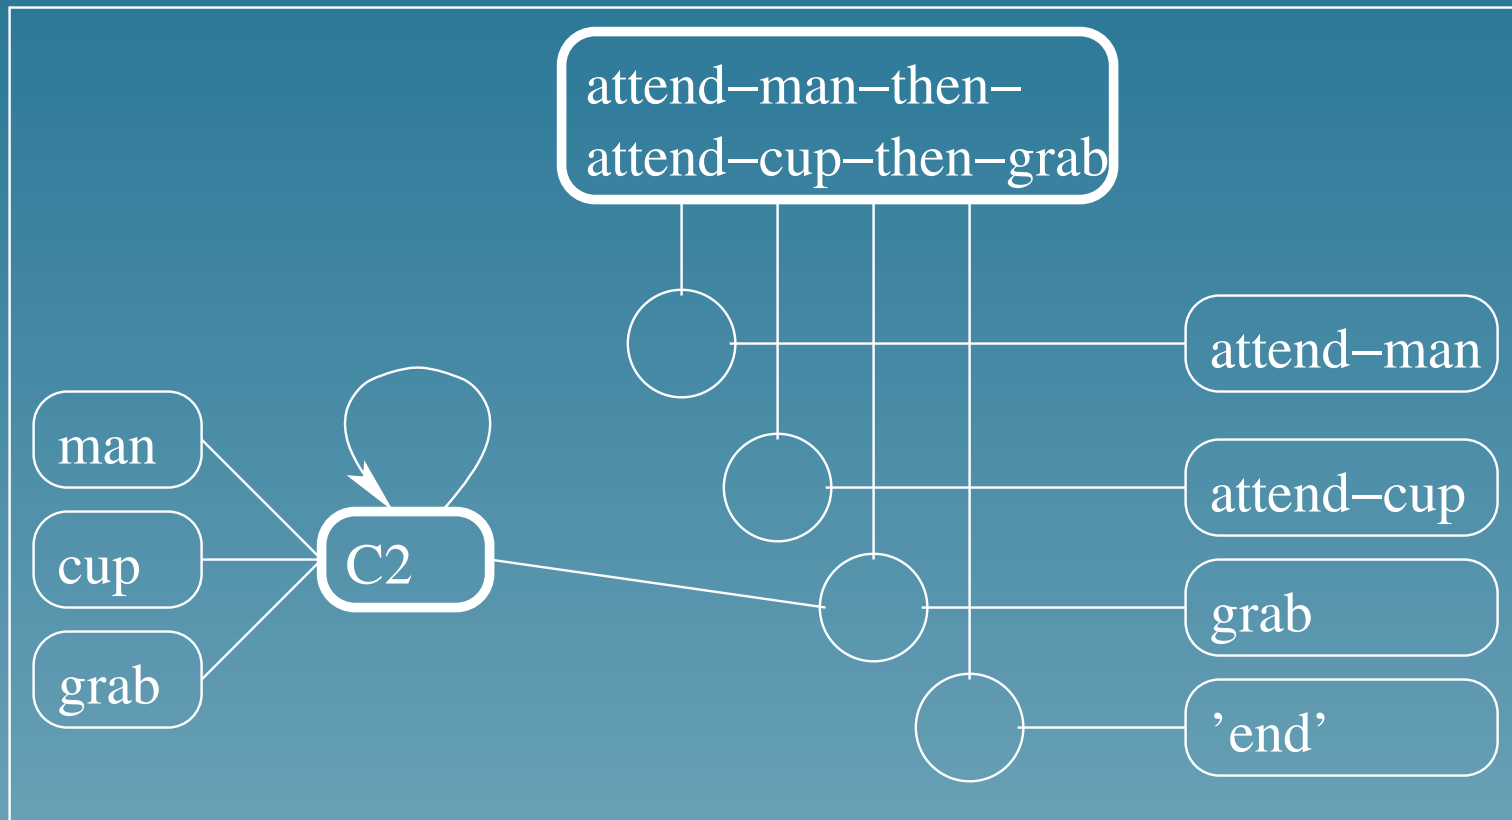 attend–man–then–
attend–cup–then–grab
attend–man
man
attend–cup
cup
C2
grab
grab
’end’